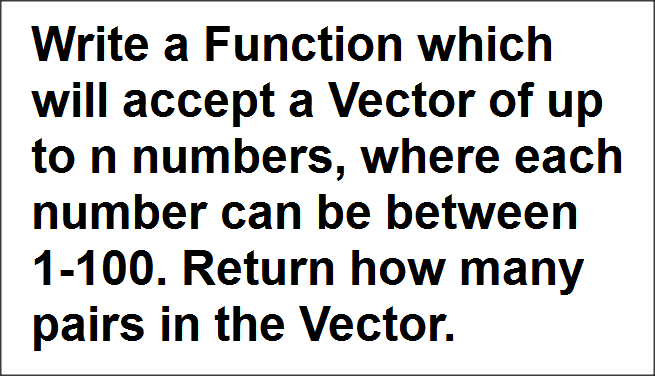 Write a Function which
will accept a Vector of up
to n numbers, where each
number can be between
1-100. Return how many
pairs in the Vector.